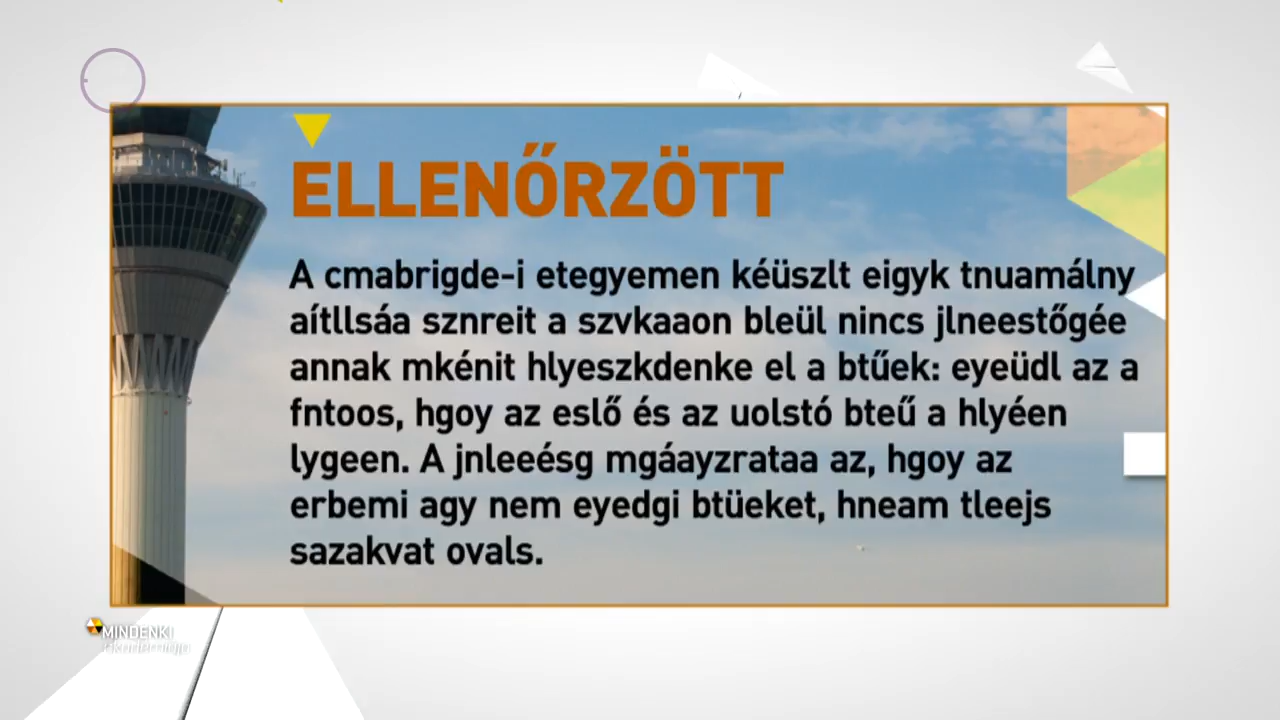 ELLENŐRZÖTT
A cmabrigde-i etegyemen kéüszlt eigyk tnuamálny
aítllsáa sznreit a szvkaaon bleül nincs jlneestőgée
annak mkénit hlyeszkdenke el a btűek: eyeüdl az a
fntoos, hgoy az eslő és az uolstó bteű a hlyéen
lygeen. A jnleeésg mgáayzrataa az, hgoy az
erbemi agy nem eyedgi btüeket, hneam tleejs
sazakvat ovals.
MINDENKI
akadémiája